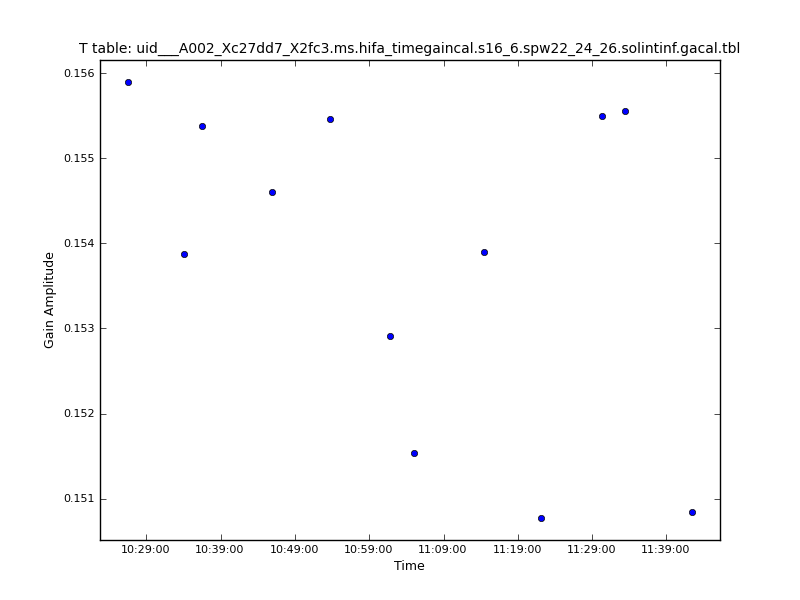 T table: uid___A002_Xc27dd7_X2fc3.ms.hifa_timegaincal.s16_6.spw22_24_26.solintinf.gacal.tbl
0.156
0.155
0.154
0.153
0.152
0.151
Gain Amplitude
10:29:00 10:39:00 10:49:00 10:59:00 11:09:00 11:19:00 11:29:00 11:39:00
Time